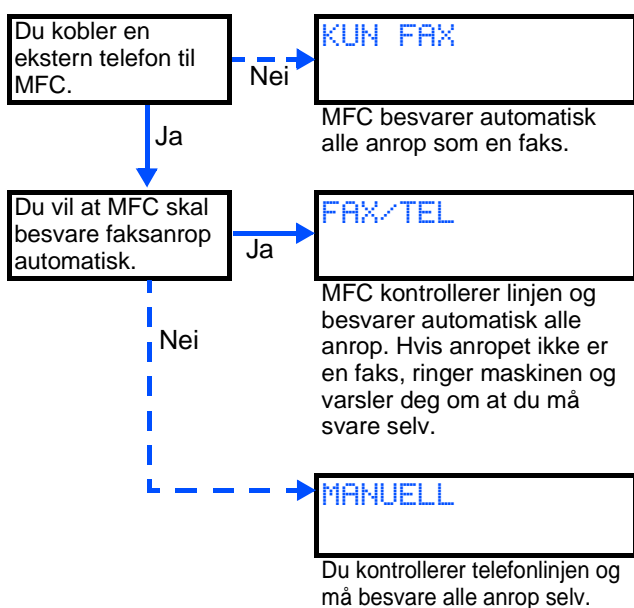 Du kobler en
ekstern telefon til
MFC.
Nei
KUN FAX
MFC besvarer automatisk
alle anrop som en faks.
Ja
Du vil at MFC skal
besvare faksanrop
automatisk.
Ja
FAX/TEL
MFC kontrollerer linjen og
besvarer automatisk alle
anrop. Hvis anropet ikke er
en faks, ringer maskinen og
varsler deg om at du må
svare selv.
Nei
MANUELL
Du kontrollerer telefonlinjen og
må besvare alle anrop selv.